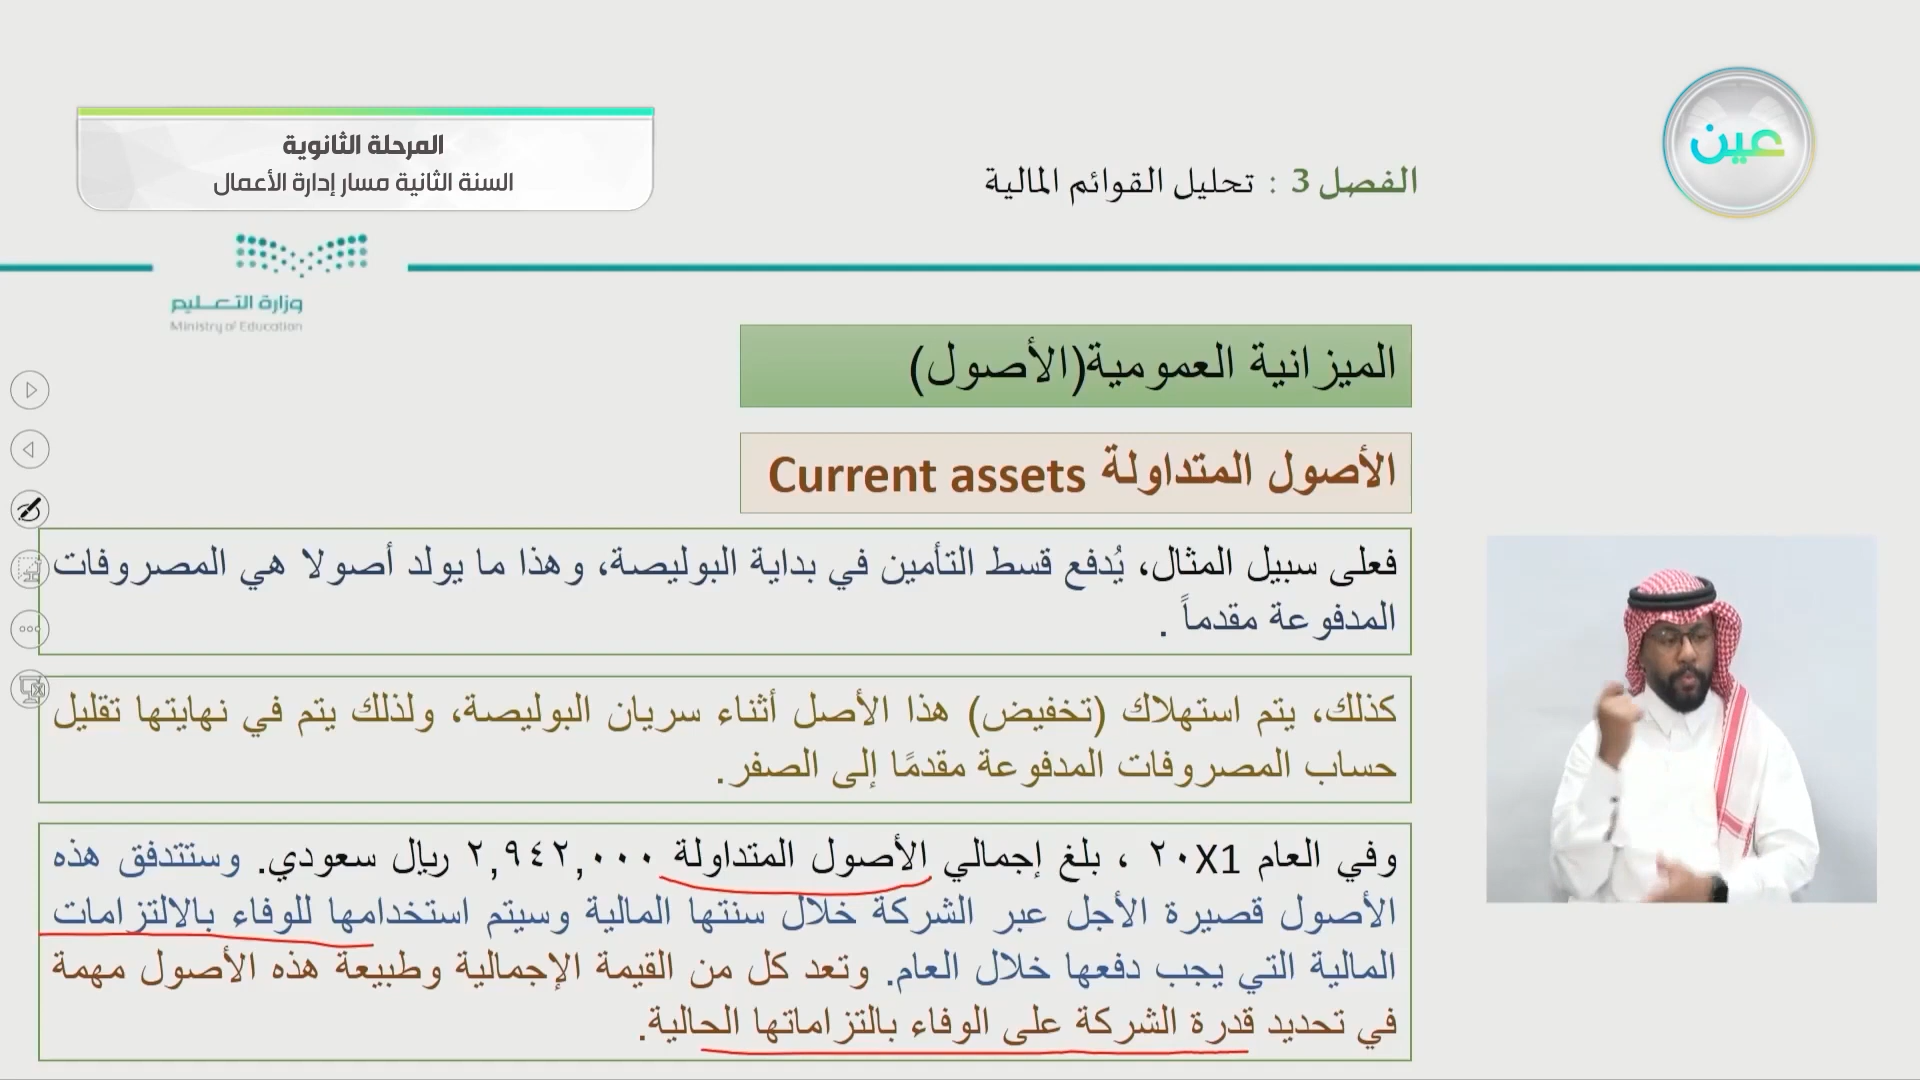 المرحلة الثانوية
السنة الثانية مسار إدارة الأعمال
عين
الفصل 3 : تحليل القوائم المالية
وزارة التعليم
Ministry of Education
الميزانية العمومية(الأصول)
الأصول المتداولة Current assets
فعلى سبيل المثال، يُدفع قسط التأمين في بداية البوليصة، وهذا ما يولد أصولا هي المصروفات
المدفوعة مقدماً .
كذلك، يتم استهلاك (تخفيض) هذا الأصل أثناء سريان البوليصة، ولذلك يتم في نهايتها تقليل
حساب المصروفات المدفوعة مقدمًا إلى الصفر.
وفي العام ٢٠X1 ، بلغ إجمالي الأصول المتداولة ٢,٩٤٢,٠٠٠ ريال سعودي. وستتدفق هذه
الأصول قصيرة الأجل عبر الشركة خلال سنتها المالية وسيتم استخدامها للوفاء بالالتزامات
المالية التي يجب دفعها خلال العام. وتعد كل من القيمة الإجمالية وطبيعة هذه الأصول مهمة
في تحديد قدرة الشركة على الوفاء بالتزاماتها الحالية.